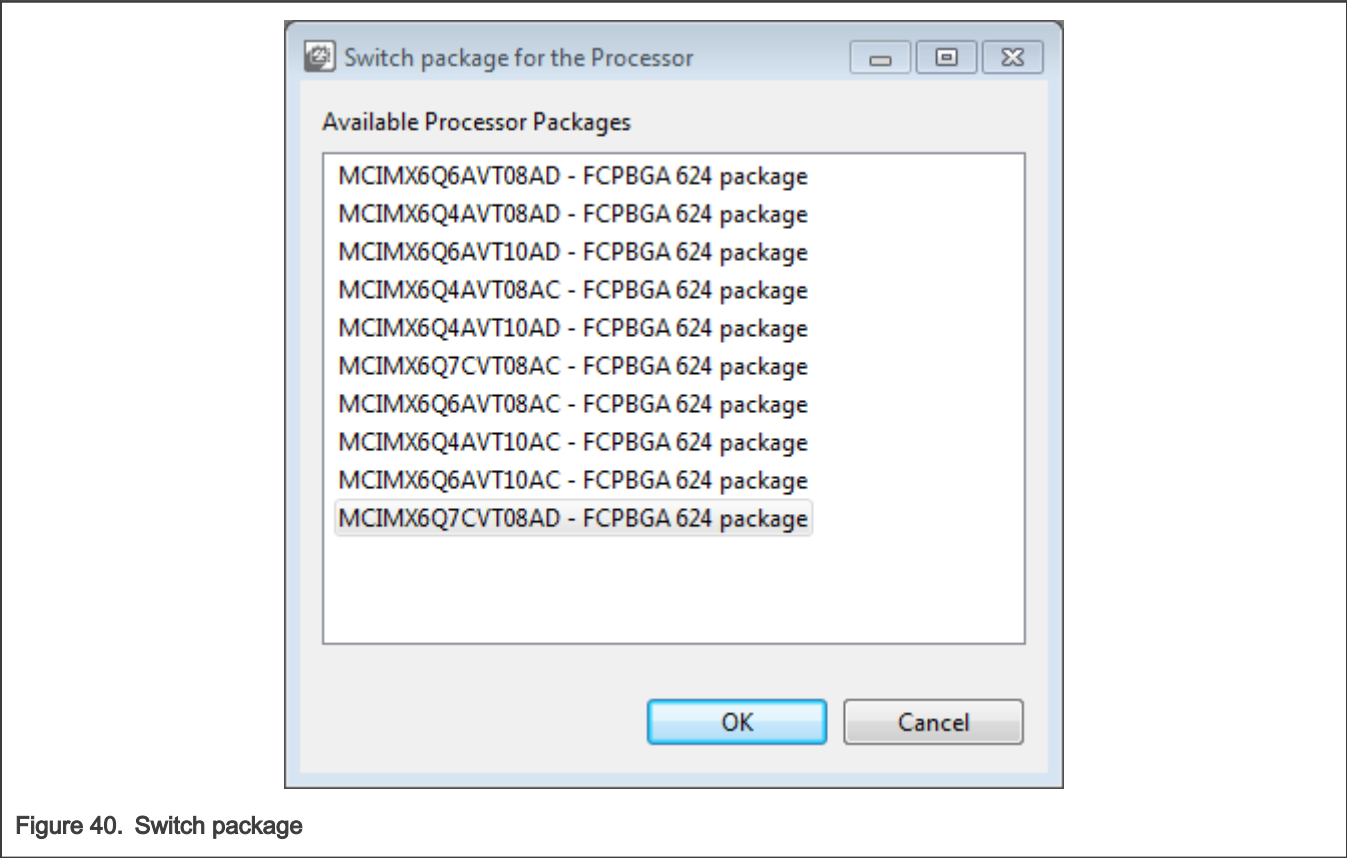 Switch package for the Processor
Available Processor Packages
MCIMX6Q6AVT08AD - FCPBGA 624 package
MCIMX6Q4AVT08AD - FCPBGA 624 package
MCIMX6Q6AVT10AD - FCPBGA 624 package
MCIMX6Q4AVT08AC - FCPBGA 624 package
MCIMX6Q4AVT10AD - FCPBGA 624 package
MCIMX6Q7CVT08AC - FCPBGA 624 package
MCIMX6Q6AVT08AC - FCPBGA 624 package
MCIMX6Q4AVT10AC - FCPBGA 624 package
MCIMX6Q6AVT10AC - FCPBGA 624 package
MCIMX6Q7CVT08AD - FCPBGA 624 package
OK Cancel
Figure 40. Switch package